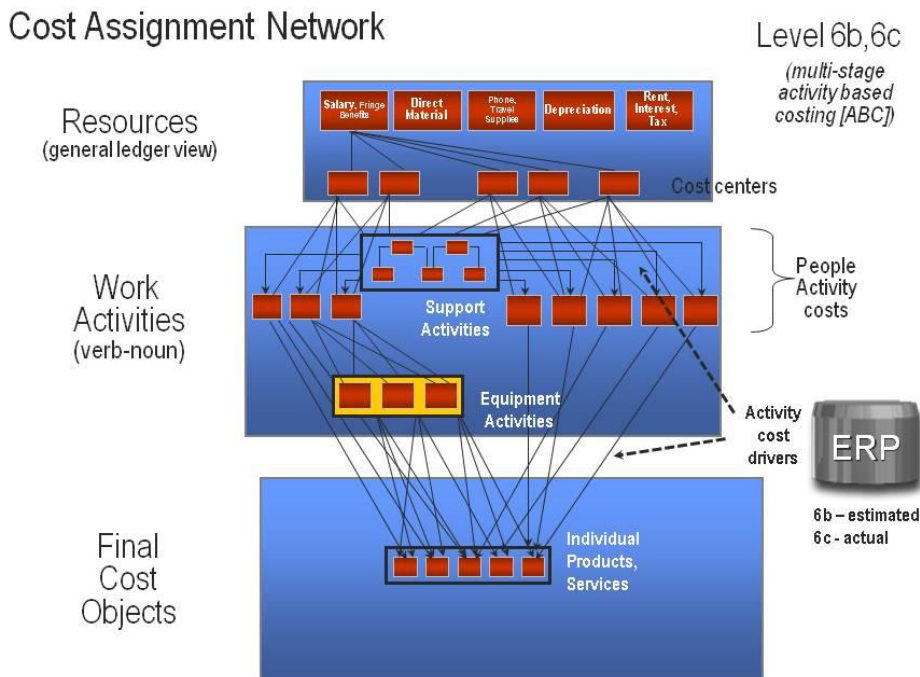 Cost Assignment Network
Level 6b,6c
(multi-stage
activity based
costing [ABC])
Resources
(general ledger view)
Salary, Fringe
Benefits
Direct
Material
Phone,
Travel
Supplies
Depreciation
Rent,
Interest,
Tax
Cost centers
Work
Activities
(verb-noun)
Support
Activities
People
Activity
costs
Equipment
Activities
Activity
cost
drivers
ERP
6b – estimated
6c - actual
Final
Cost
Objects
Individual
Products,
Services